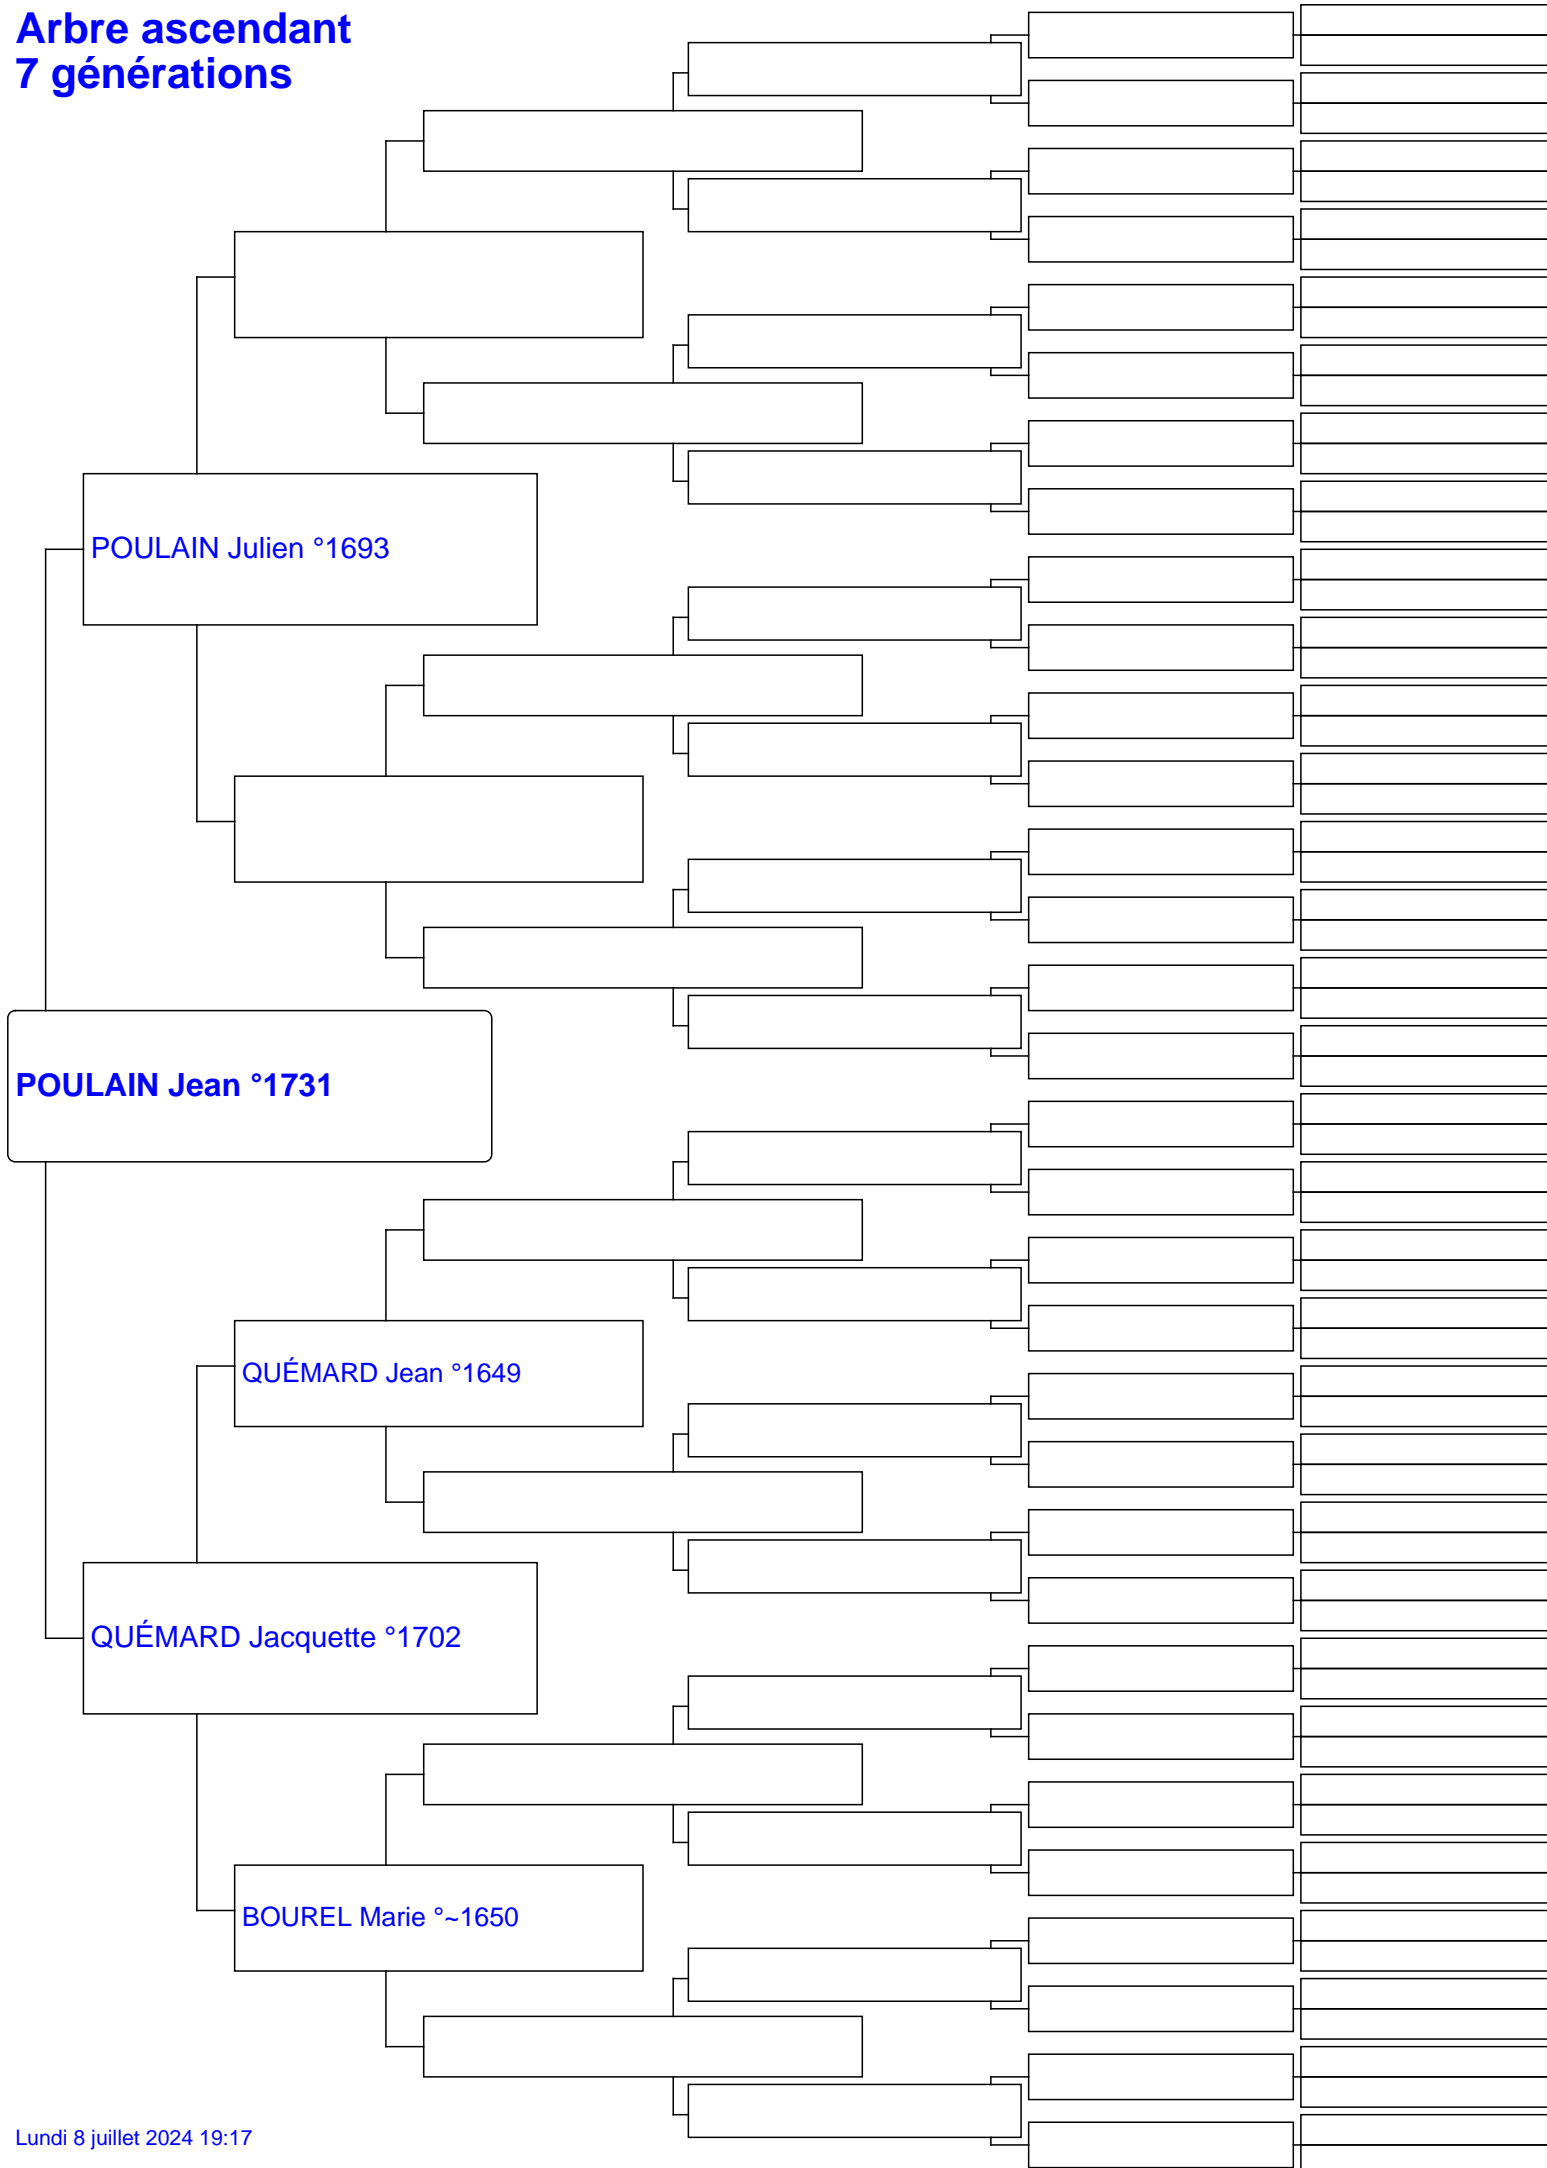 Arbre ascendant
7 générations
POULAIN Julien °1693
POULAIN Jean °1731
QUÉMARD Jean °1649
QUÉMARD Jacquette °1702
BOUREL Marie °~1650
Lundi 8 juillet 2024 19:17